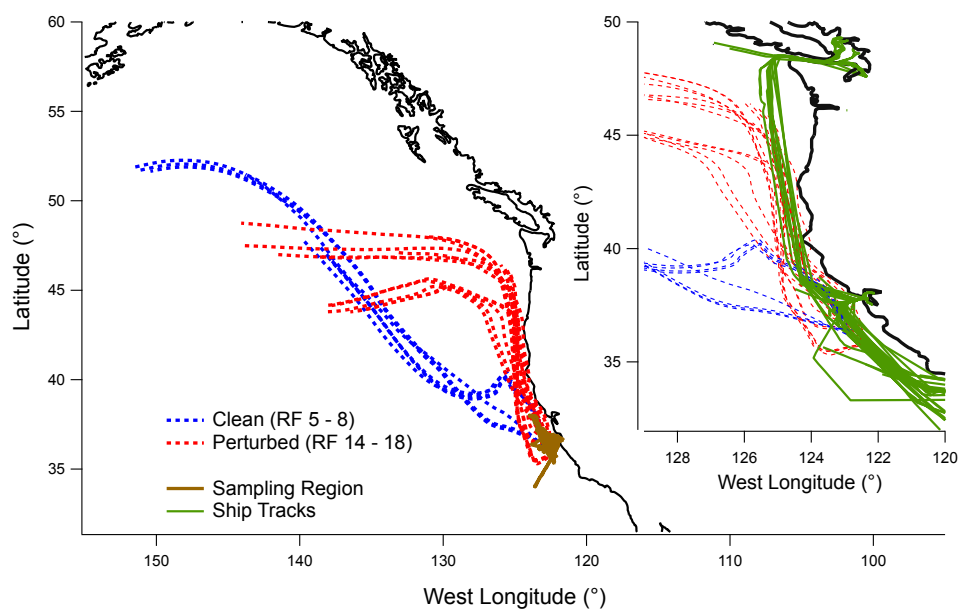 60
55
50
45
40
35
Latitude (°)
150
140
130
120
110
100
West Longitude (°)
Clean (RF 5 - 8)
Perturbed (RF 14 - 18)
Sampling Region
Ship Tracks
50
45
40
35
Latitude (°)
128
126
124
122
120
West Longitude (°)